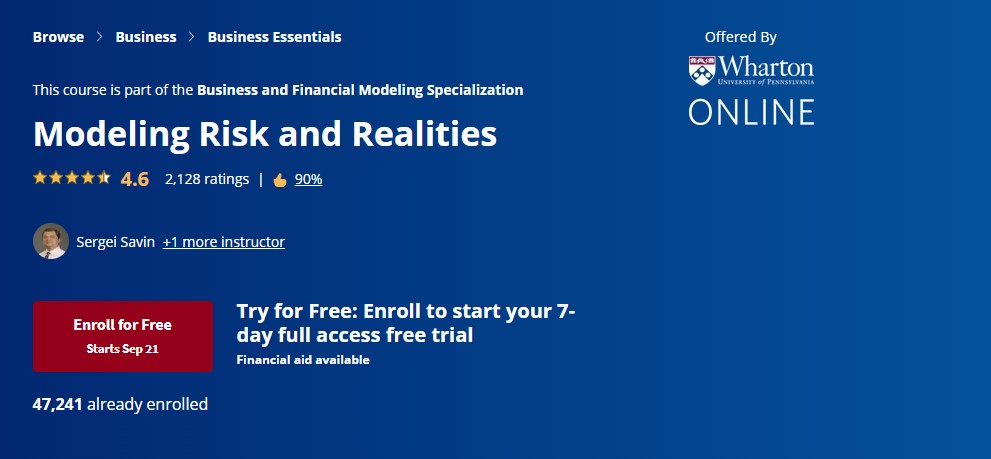 Browse > Business > Business Essentials
Offered By
Wharton
UNIVERSITY of PENNSYLVANIA
ONLINE
This course is part of the Business and Financial Modeling Specialization
Modeling Risk and Realities
4.6 2,128 ratings | 90%
Sergei Savin +1 more instructor
Enroll for Free
Starts Sep 21
Try for Free: Enroll to start your 7-
day full access free trial
Financial aid available
47,241 already enrolled